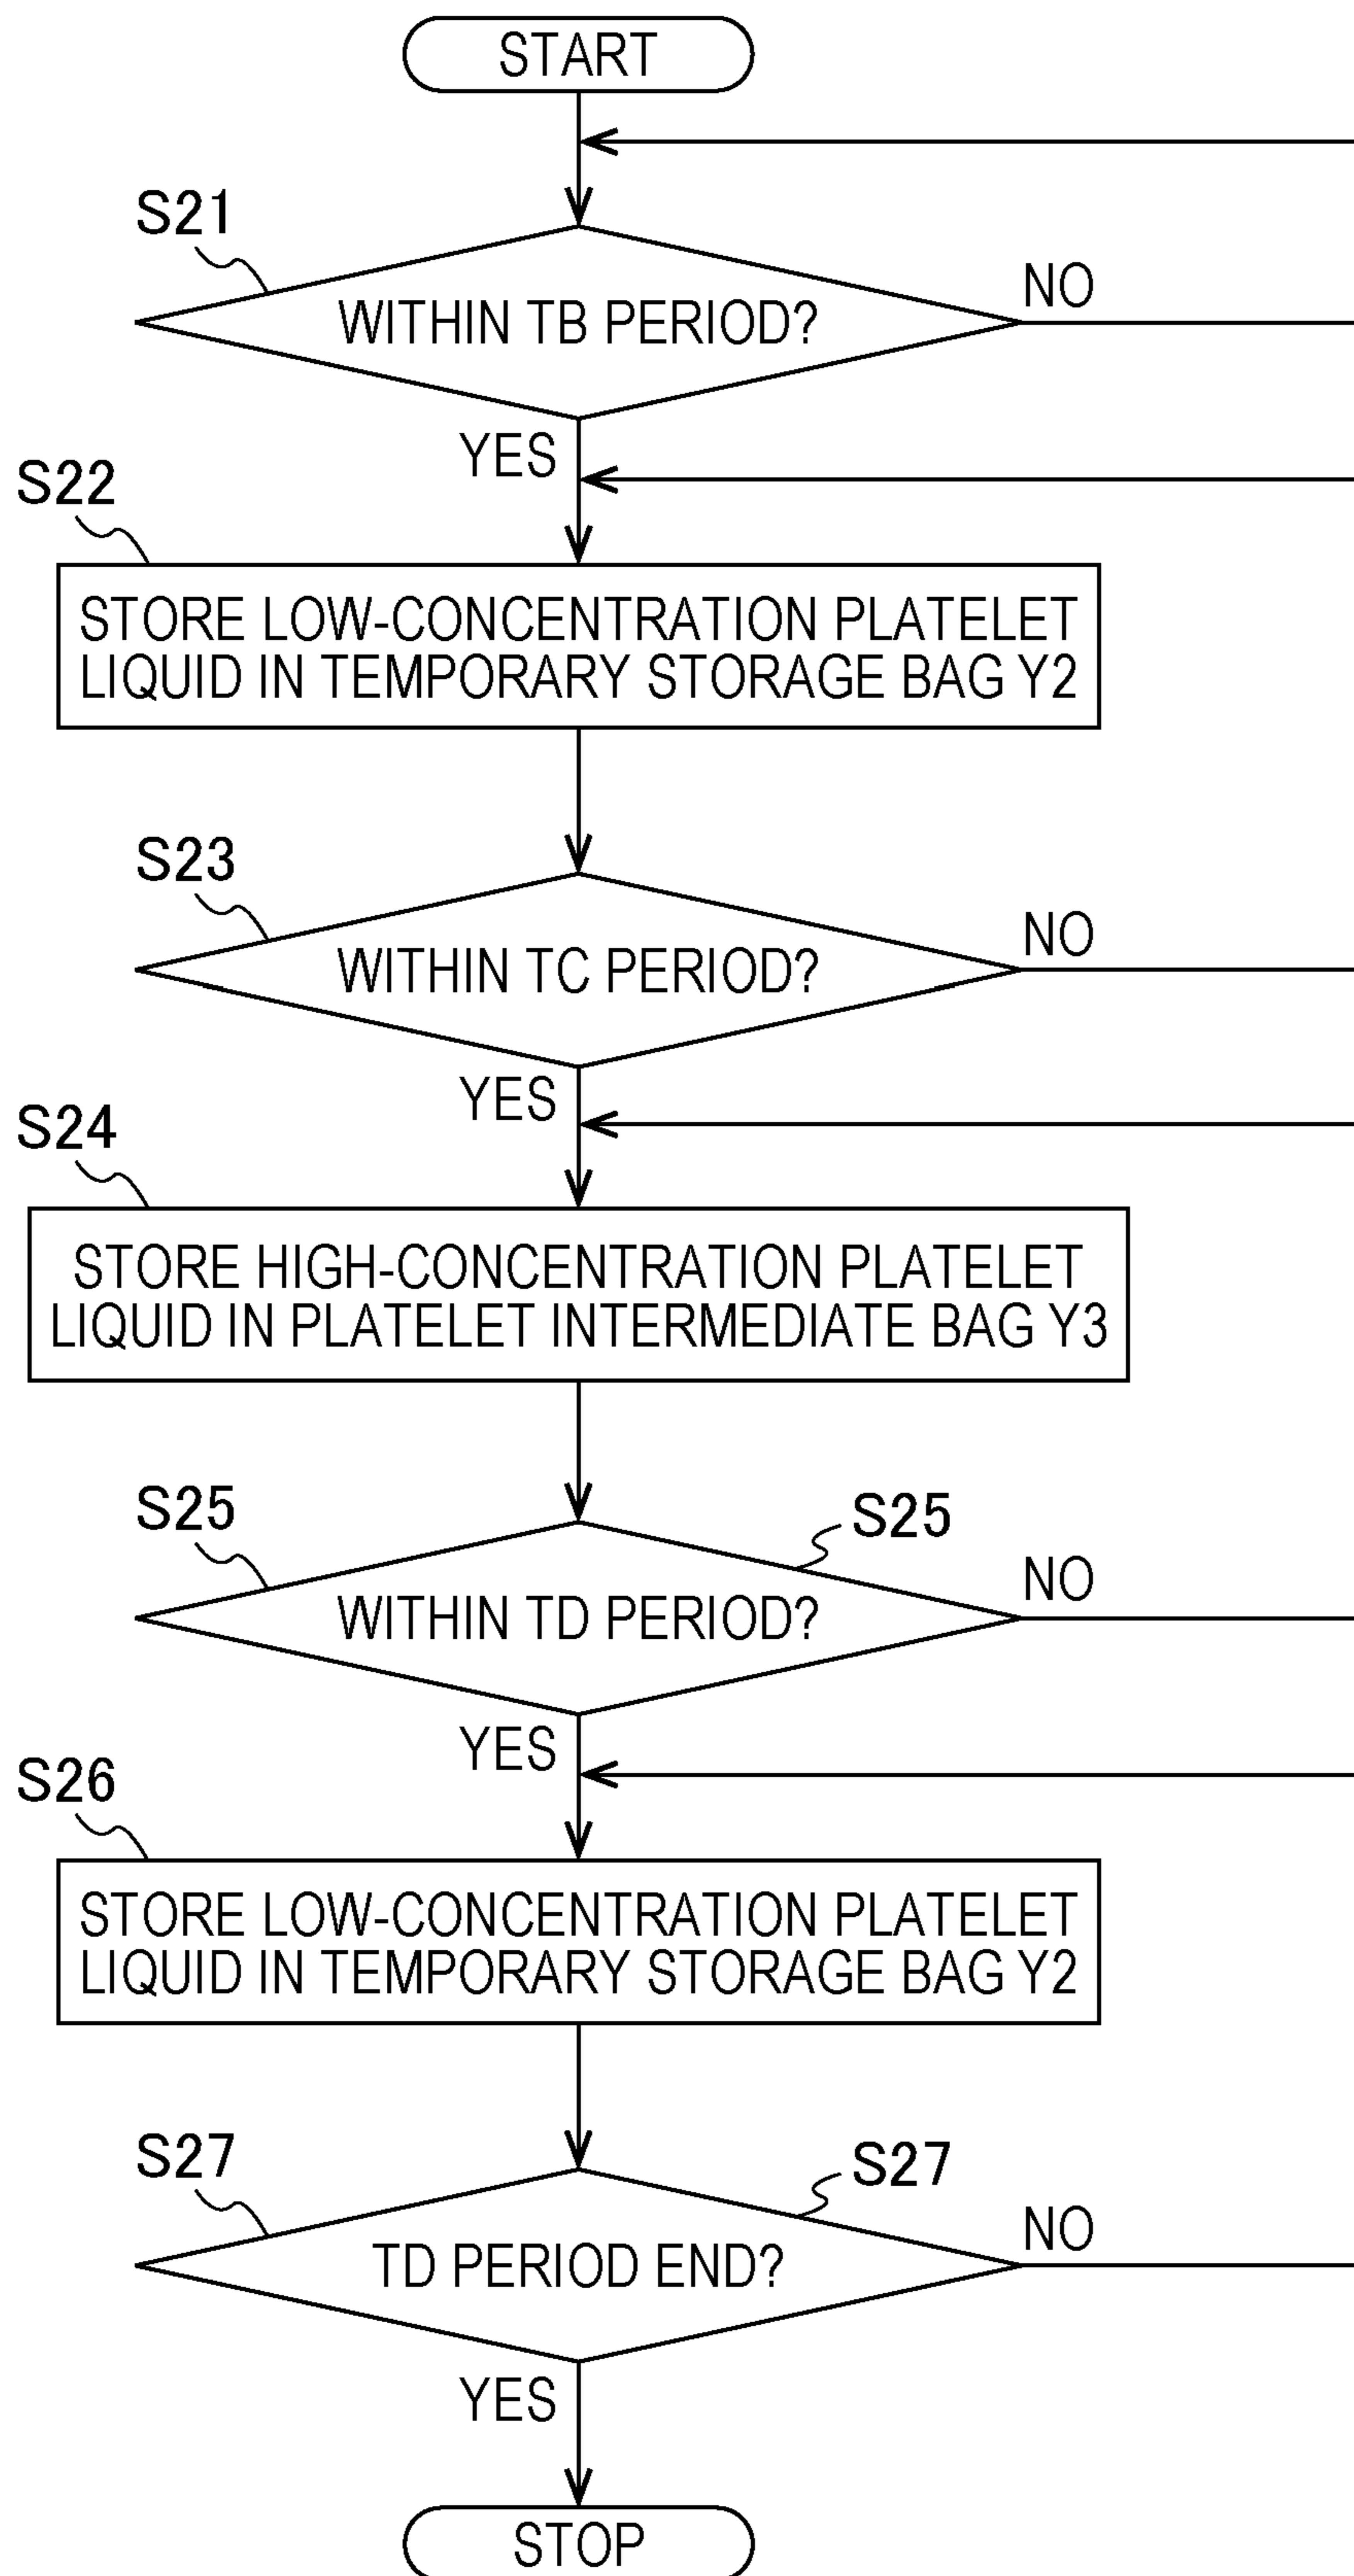 START
S21
WITHIN TB PERIOD?
NO
YES
S22
STORE LOW-CONCENTRATION PLATELET
LIQUID IN TEMPORARY STORAGE BAG Y2
S23
WITHIN TC PERIOD?
NO
YES
S24
STORE HIGH-CONCENTRATION PLATELET
LIQUID IN PLATELET INTERMEDIATE BAG Y3
S25
S25
WITHIN TD PERIOD?
NO
YES
S26
STORE LOW-CONCENTRATION PLATELET
LIQUID IN TEMPORARY STORAGE BAG Y2
S27
S27
TD PERIOD END?
NO
YES
STOP